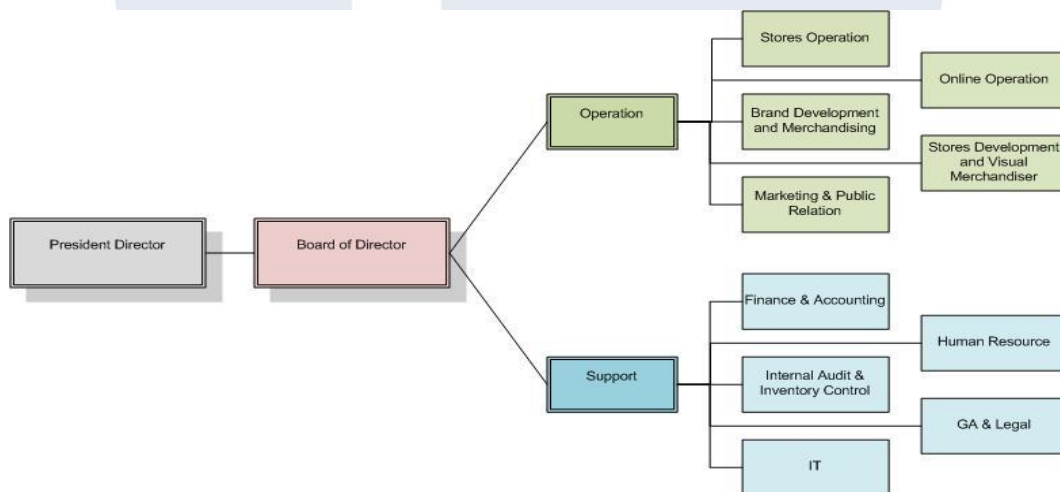 Stores Operation
Online Operation
Operation
Brand Development
and Merchandising
Stores Development
and Visual
Merchandiser
Marketing & Public
Relation
President Director
Board of Director
Finance & Accounting
Human Resource
Support
Internal Audit &
Inventory Control
GA & Legal
IT